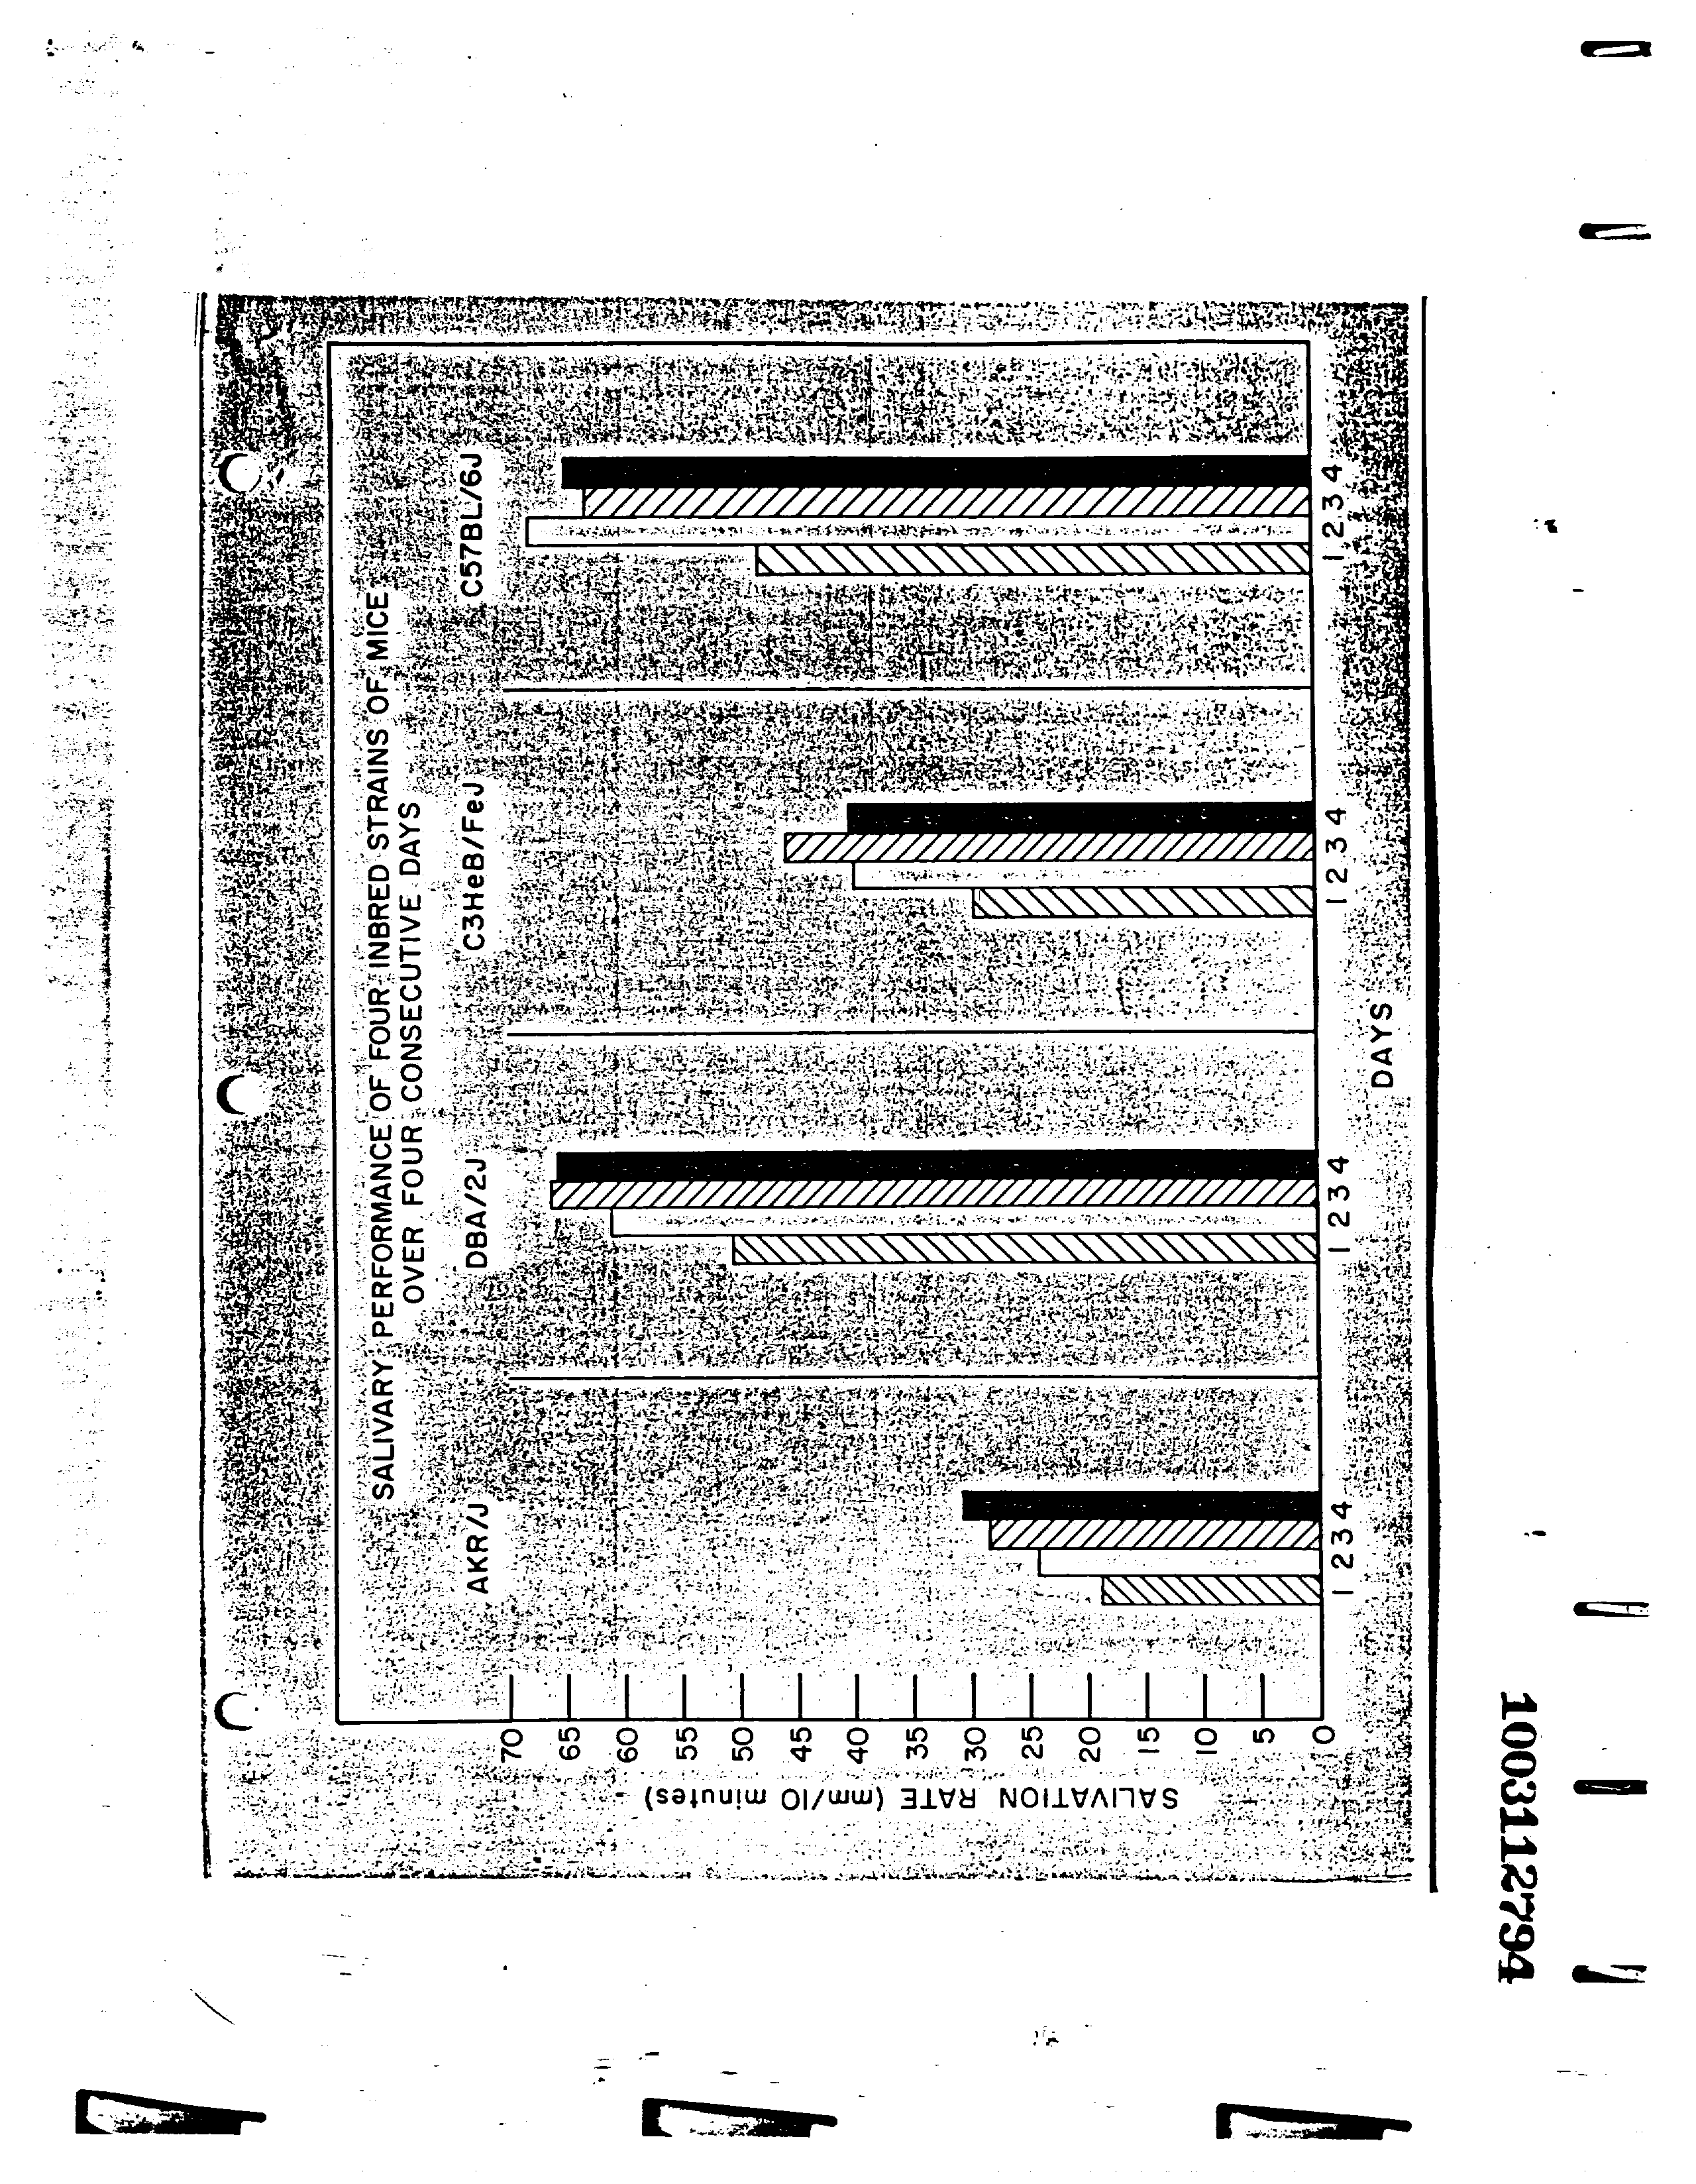 SALIVARY PERFORMANCE OF FOUR INBRED STRAINS OF MICE
OVER FOUR CONSECUTIVE DAYS
AKR/J DBA/2J C3HeB/FeJ C57BL/6J
SALIVATION RATE (mm/10 minutes)
70
65
60
55
50
45
40
35
30
25
20
15
10
5
0
1 2 3 4 1 2 3 4 1 2 3 4 1 2 3 4
DAYS
1003112794